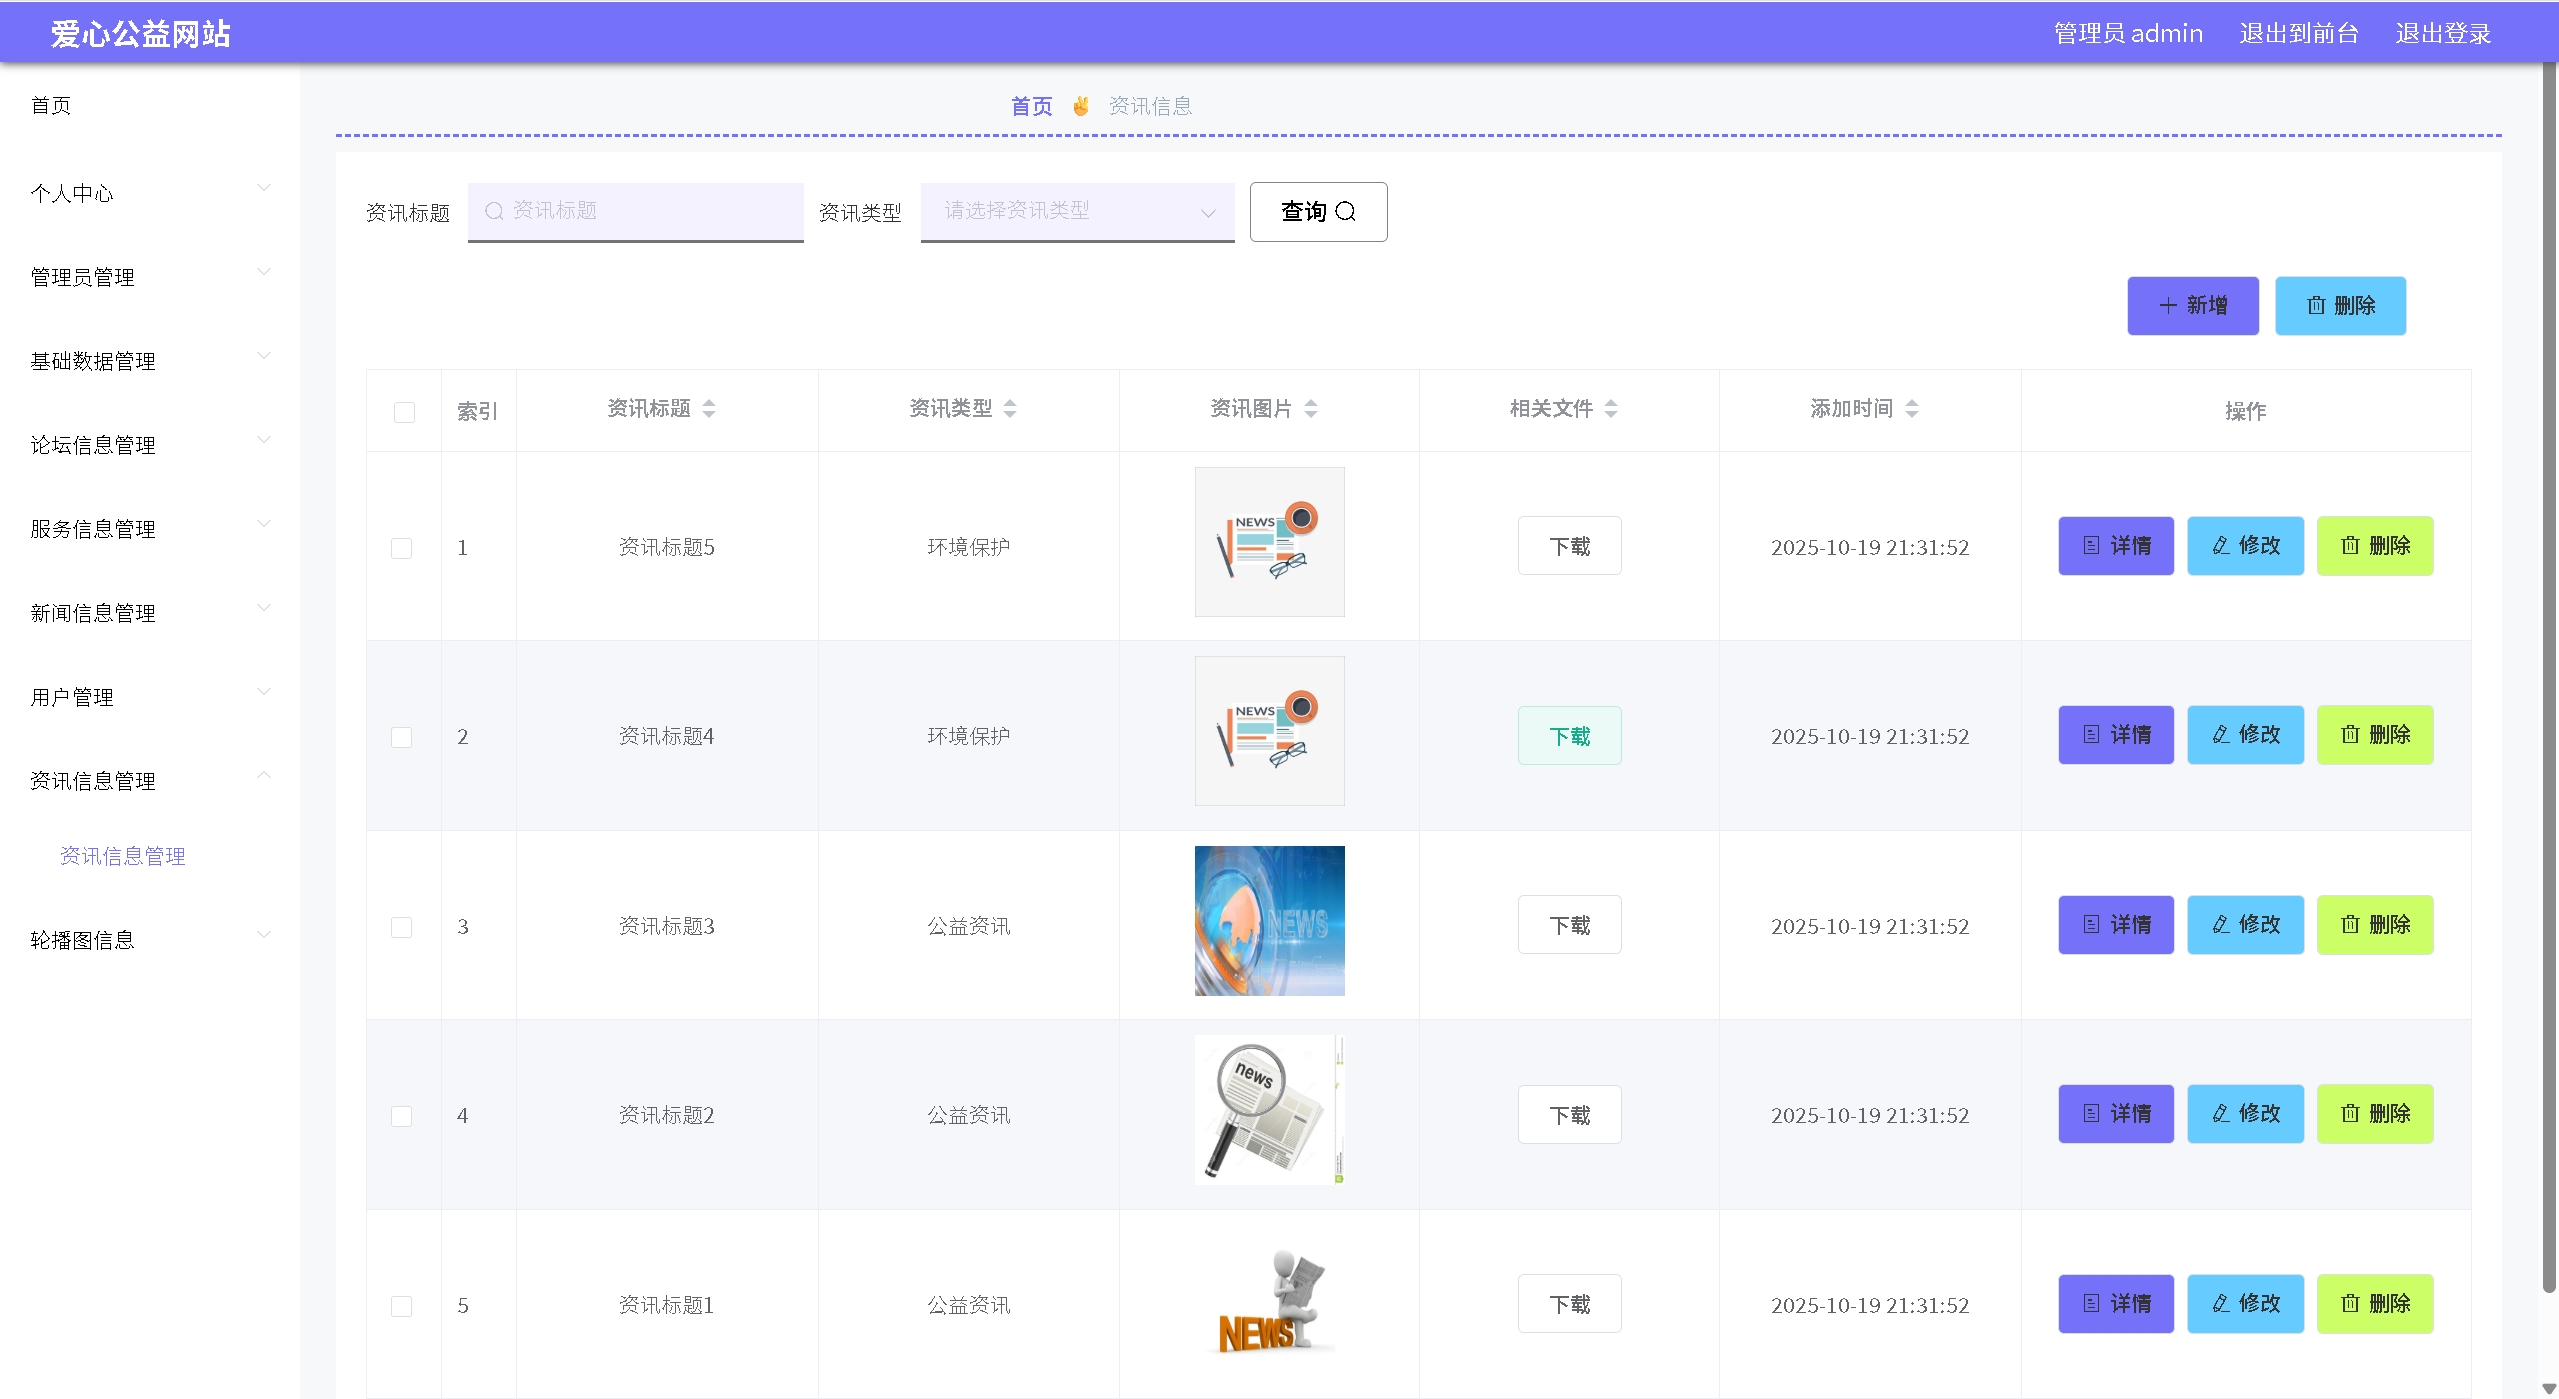 爱心公益网站
管理员 admin 退出到前台 退出登录
首页
个人中心
管理员管理
基础数据管理
论坛信息管理
服务信息管理
新闻信息管理
用户管理
资讯信息管理
资讯信息管理
轮播图信息
首页 ✌ 资讯信息
资讯标题 资讯标题 资讯类型 请选择资讯类型 查询
新增 删除
索引 资讯标题 资讯类型 资讯图片 相关文件 添加时间 操作
1 资讯标题5 环境保护 NEWS 下载 2025-10-19 21:31:52 详情 修改 删除
2 资讯标题4 环境保护 NEWS 下载 2025-10-19 21:31:52 详情 修改 删除
3 资讯标题3 公益资讯 NEWS 下载 2025-10-19 21:31:52 详情 修改 删除
4 资讯标题2 公益资讯 news 下载 2025-10-19 21:31:52 详情 修改 删除
5 资讯标题1 公益资讯 NEWS 下载 2025-10-19 21:31:52 详情 修改 删除